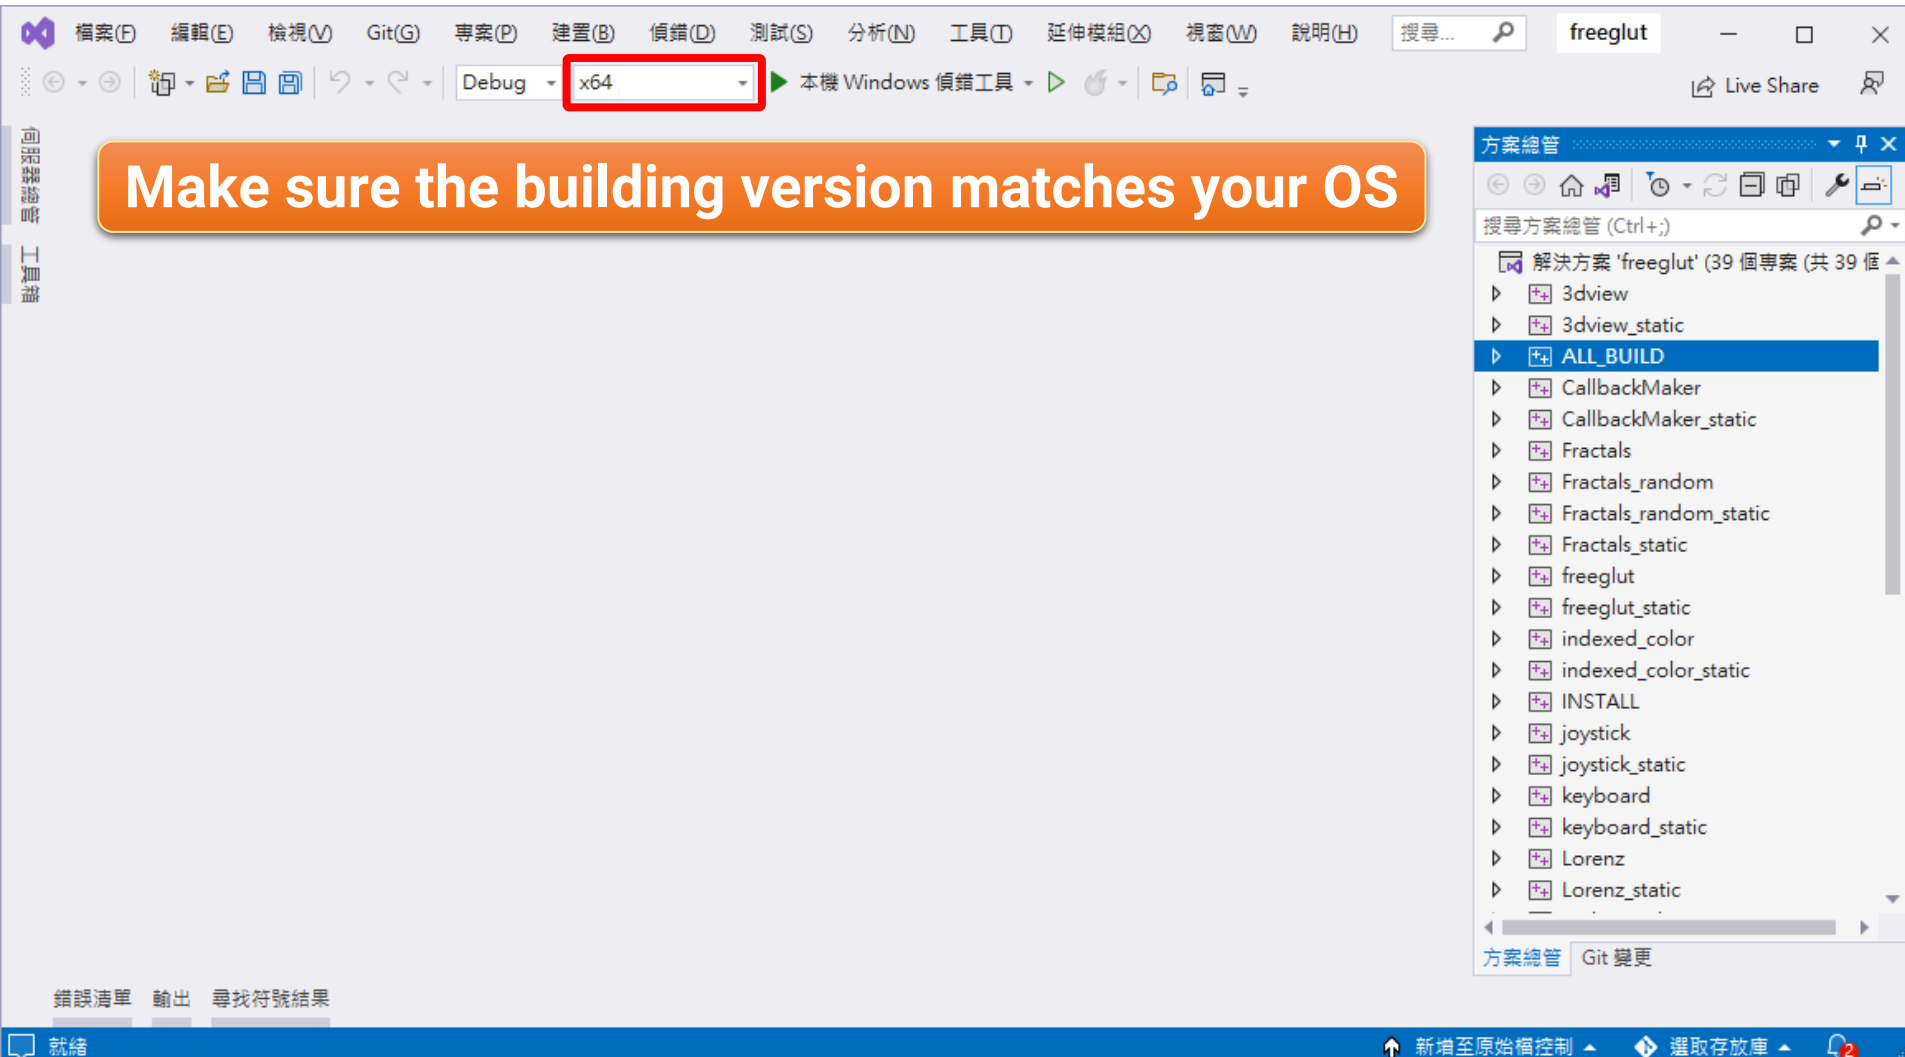 檔案(F) 編輯(E) 檢視(V) Git(G) 專案(P) 建置(B) 偵錯(D) 測試(S) 分析(N) 工具(T) 延伸模組(X) 視窗(W) 說明(H) 搜尋... freeglut
Debug x64 本機 Windows 偵錯工具 Live Share
伺服器總管
工具箱
Make sure the building version matches your OS
方案總管
搜尋方案總管 (Ctrl+;)
解決方案 'freeglut' (39 個專案 (共 39 個
3dview
3dview_static
ALL_BUILD
CallbackMaker
CallbackMaker_static
Fractals
Fractals_random
Fractals_random_static
Fractals_static
freeglut
freeglut_static
indexed_color
indexed_color_static
INSTALL
joystick
joystick_static
keyboard
keyboard_static
Lorenz
Lorenz_static
方案總管 Git 變更
錯誤清單 輸出 尋找符號結果
就緒 新增至原始檔控制 選取存放庫 2